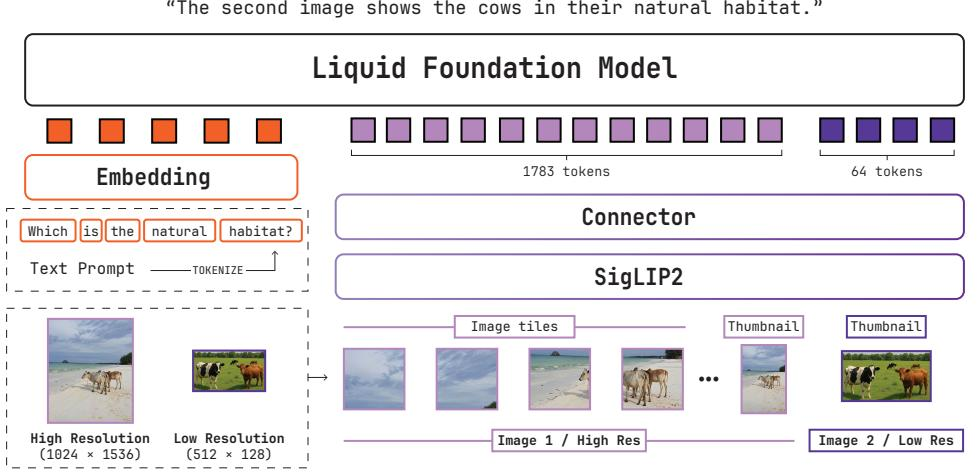 “The second image shows the cows in their natural habitat.”
Liquid Foundation Model
1783 tokens
64 tokens
Embedding
Connector
Which is the natural habitat?
Text Prompt
TOKENIZE
SigLIP2
Image tiles
Thumbnail
Thumbnail
High Resolution
(1024 × 1536)
Low Resolution
(512 × 128)
Image 1 / High Res
Image 2 / Low Res